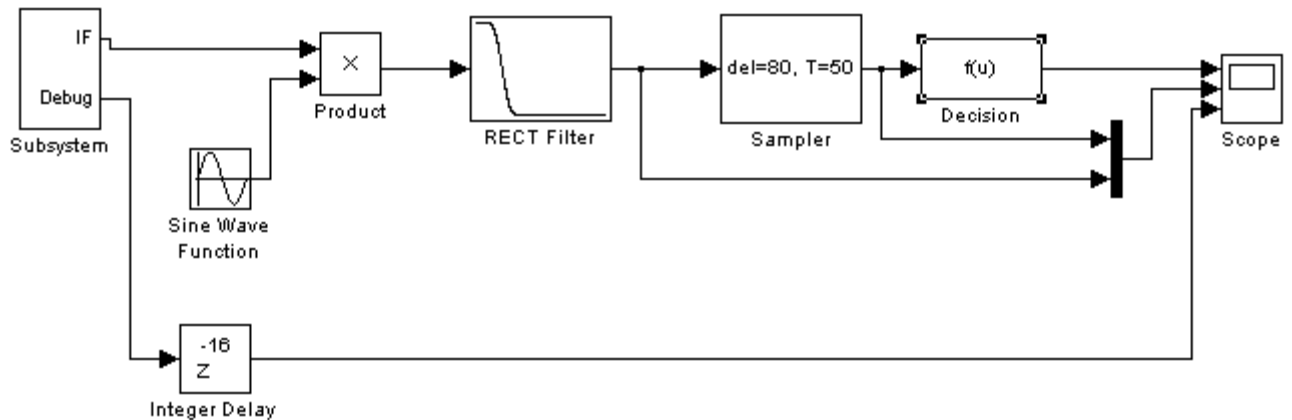 IF
Debug
Subsystem
×
Product
Sine Wave
Function
RECT Filter
del=80, T=50
Sampler
f(u)
Decision
Scope
-16
Z
Integer Delay